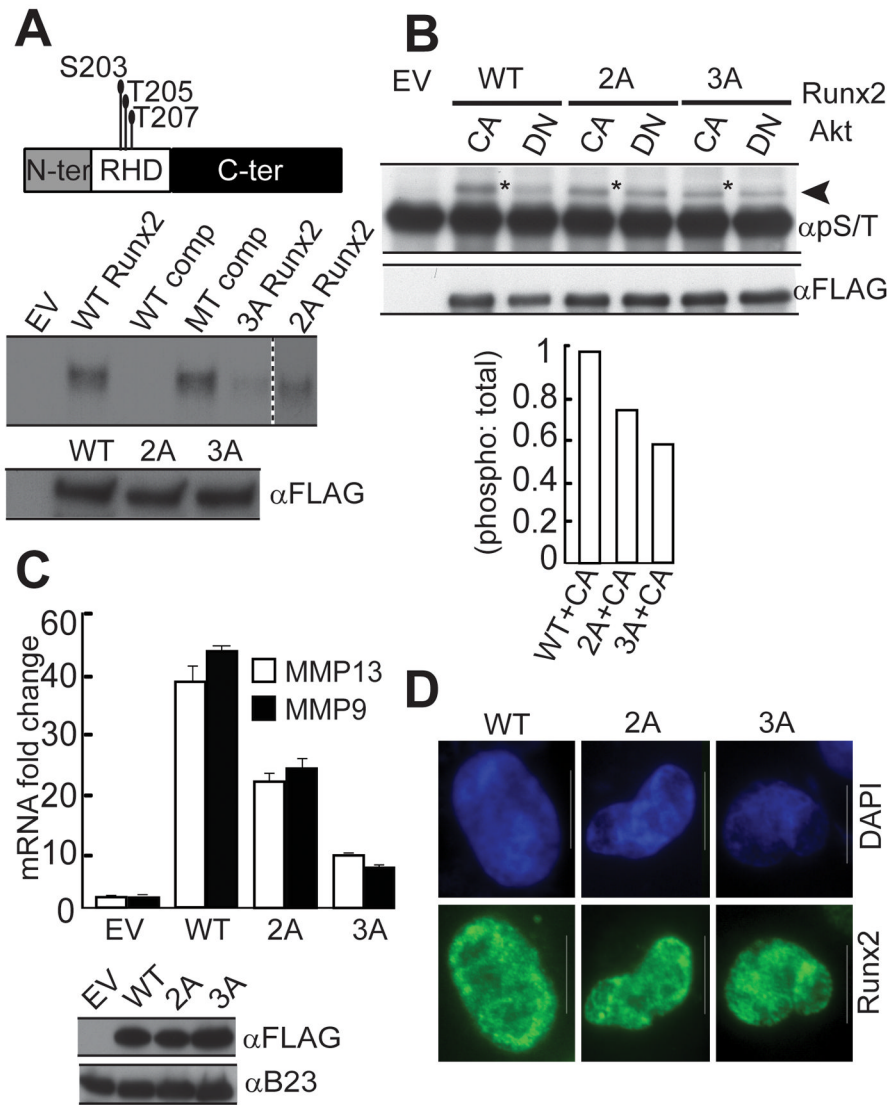 A
S203
T205
T207
N-ter RHD C-ter
EV WT Runx2 WT comp MT comp 3A Runx2 2A Runx2
WT 2A 3A
αFLAG
B
EV WT 2A 3A Runx2
CA DN CA DN CA DN Akt
* * *
αpS/T
αFLAG
(phospho: total)
1
0.8
0.6
0.4
0.2
0
WT+CA 2A+CA 3A+CA
C
mRNA fold change
60
40
30
20
10
0
MMP13
MMP9
EV WT 2A 3A
EV WT 2A 3A
αFLAG
αB23
D
WT 2A 3A
DAPI
Runx2